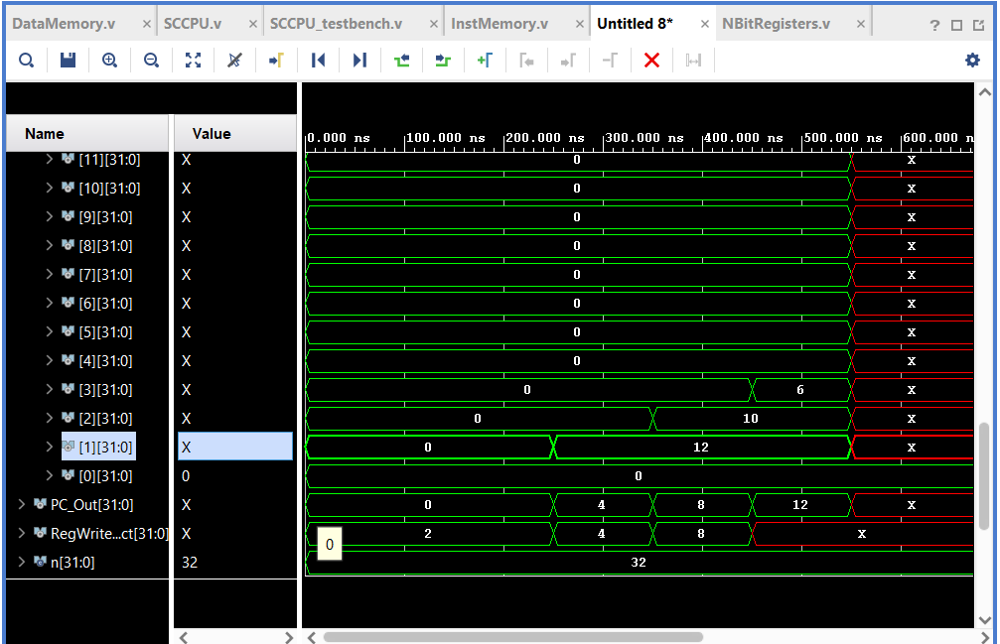 DataMemory.v × SCCPU.v × SCCPU_testbench.v × InstMemory.v × Untitled 8* × NBitRegisters.v ×
Name Value 0.000 ns 100.000 ns 200.000 ns 300.000 ns 400.000 ns 500.000 ns 600.000 n
[11][31:0] X 0 X
[10][31:0] X 0 X
[9][31:0] X 0 X
[8][31:0] X 0 X
[7][31:0] X 0 X
[6][31:0] X 0 X
[5][31:0] X 0 X
[4][31:0] X 0 X
[3][31:0] X 0 6 X
[2][31:0] X 0 10 X
[1][31:0] X 0 12 X
[0][31:0] 0 0
PC_Out[31:0] X 0 4 8 12 X
RegWrite...ct[31:0] X 2 4 8 X
0
n[31:0] 32 32